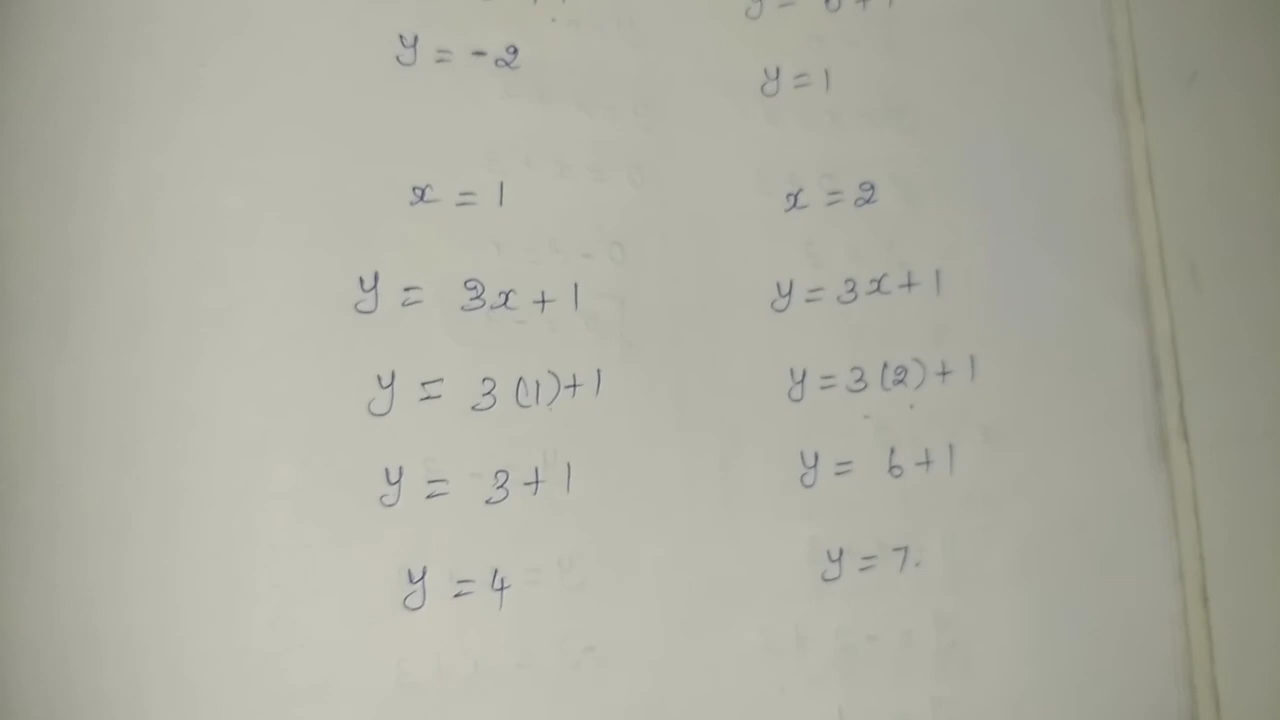 y = -2
y = 1
x = 1
y = 3x + 1
y = 3(1)+1
y = 3+1
y = 4
x = 2
y = 3x+1
y = 3(2)+1
y = 6+1
y = 7.